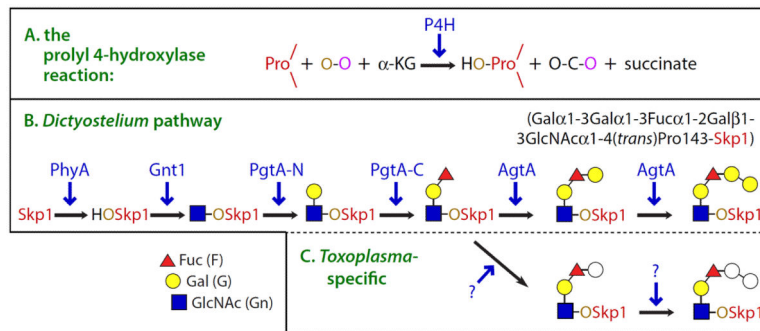 A. the
prolyl 4-hydroxylase
reaction:
P4H
Pro + O-O + α-KG HO-Pro + O-C-O + succinate
B. Dictyostelium pathway
(Galα1-3Galα1-3Fucα1-2Galβ1-
3GlcNAcα1-4(trans)Pro143-Skp1)
PhyA Gnt1 PgtA-N PgtA-C AgtA AgtA
Skp1 HOSkp1 OSkp1 OSkp1 OSkp1 OSkp1 OSkp1
C. Toxoplasma-
specific
? ?
OSkp1 OSkp1
Fuc (F)
Gal (G)
GlcNAc (Gn)